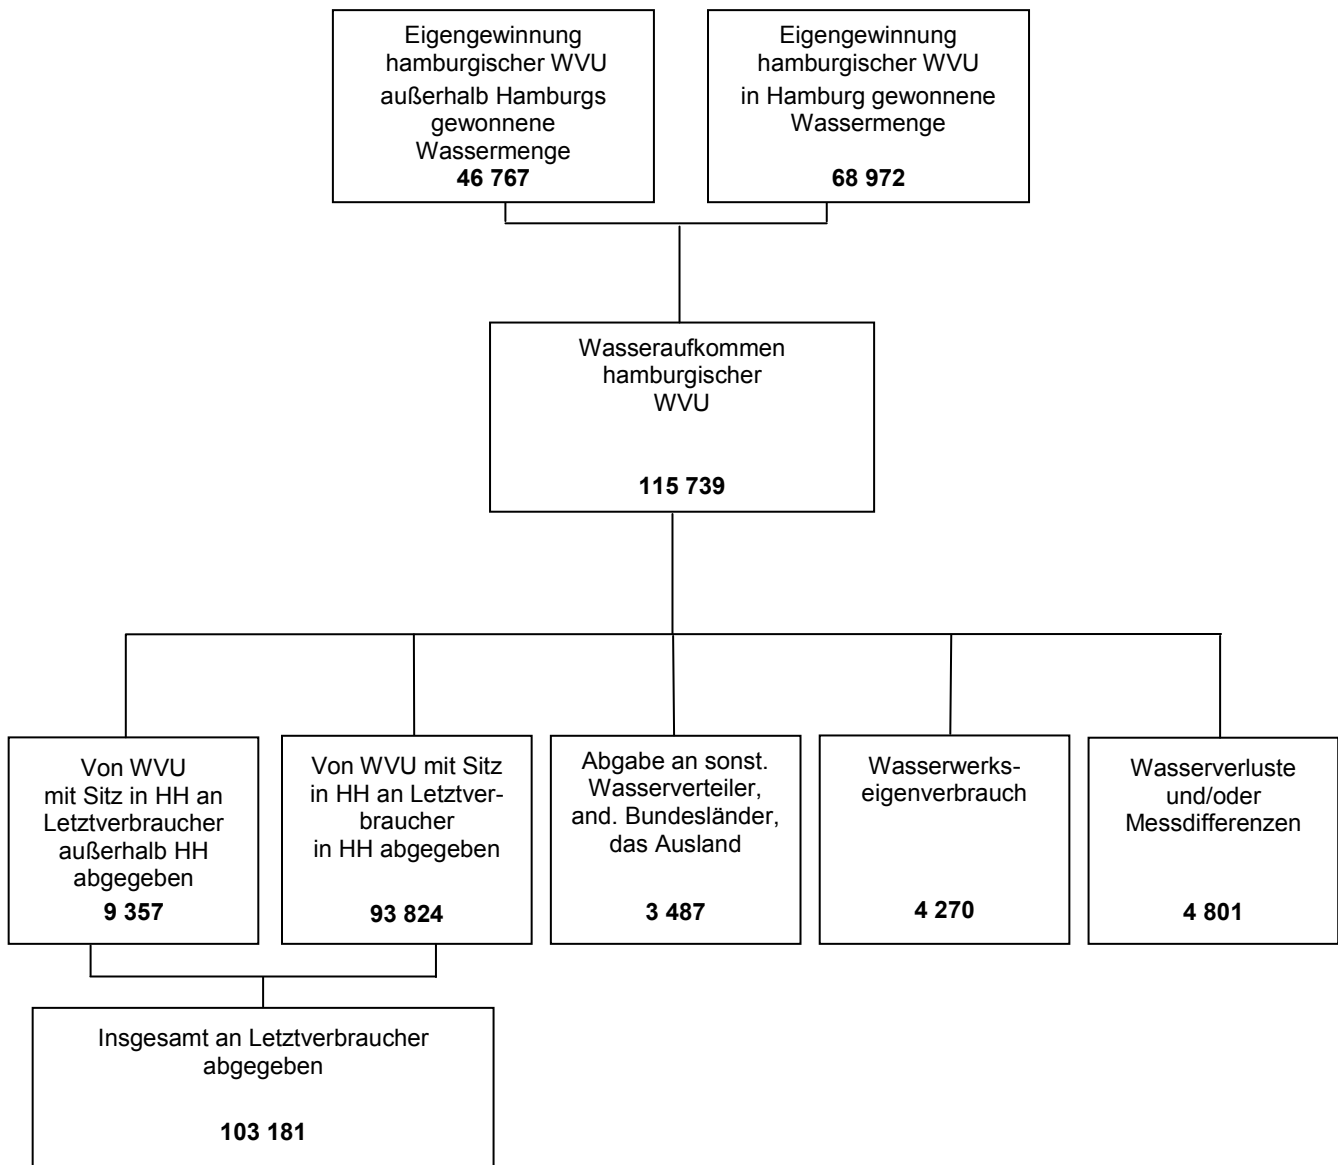 Eigengewinnung
hamburgischer WVU
außerhalb Hamburgs
gewonnene
Wassermenge
46 767
Eigengewinnung
hamburgischer WVU
in Hamburg gewonnene
Wassermenge
68 972
Wasseraufkommen
hamburgischer
WVU
115 739
Von WVU
mit Sitz in HH an
Letztverbraucher
außerhalb HH
abgegeben
9 357
Von WVU mit Sitz
in HH an Letztver-
braucher
in HH abgegeben
93 824
Abgabe an sonst.
Wasserverteiler,
and. Bundesländer,
das Ausland
3 487
Wasserwerks-
eigenverbrauch
4 270
Wasserverluste
und/oder
Messdifferenzen
4 801
Insgesamt an Letztverbraucher
abgegeben
103 181